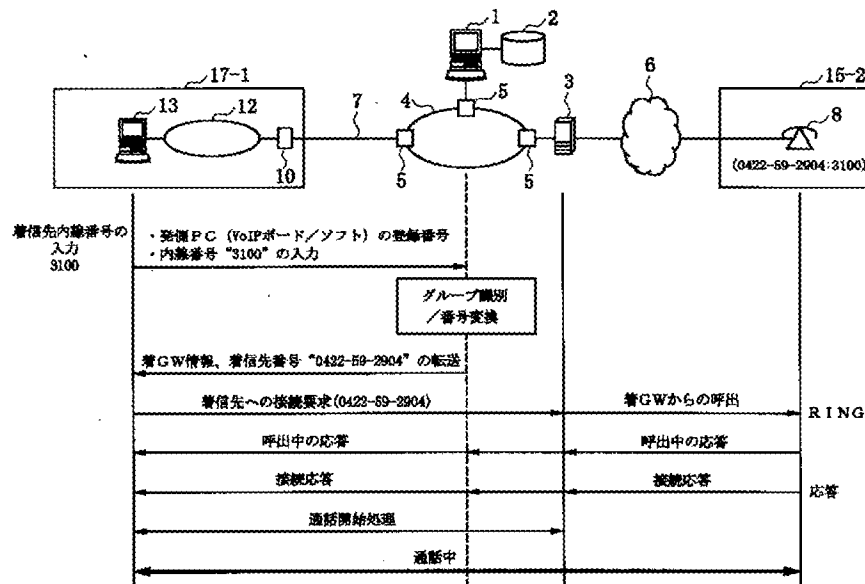 1
2
17-1
13
12
10
7
4
5
5
5
3
6
15-2
8
(0422-59-2904:3100)
着信先内線番号の
入力
3100
・発側PC(VoIPボード/ソフト)の登録番号
・内線番号“3100”の入力
グループ識別
/番号変換
着GW情報、着信先番号“0422-59-2904”の転送
着信先への接続要求(0422-59-2904)
着GWからの呼出
RING
呼出中の応答
呼出中の応答
接続応答
接続応答
応答
通話開始処理
通話中